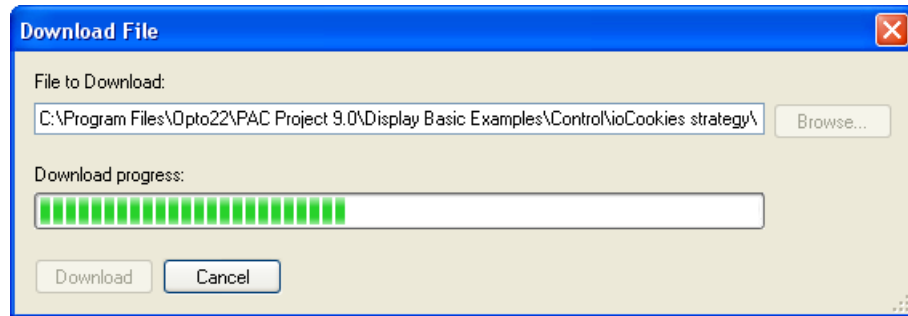 Download File
File to Download:
C:\Program Files\Opto22\PAC Project 9.0\Display Basic Examples\Control\ioCookies strategy\
Browse...
Download progress:
Download
Cancel